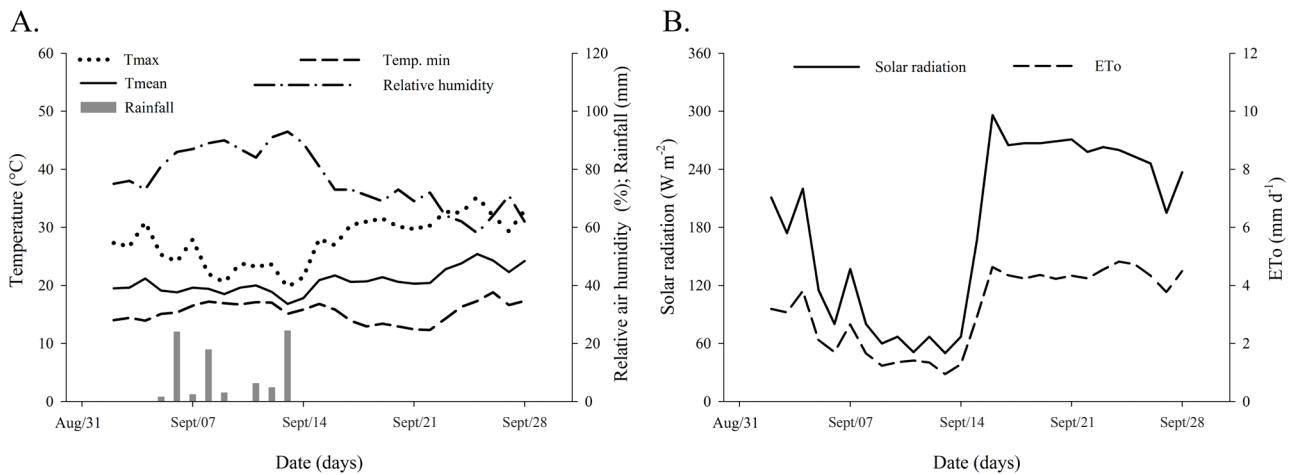 A.
60
50
40
30
20
10
0
Temperature (°C)
Tmax
Tmean
Rainfall
Temp. min
Relative humidity
120
100
80
60
40
20
0
Relative air humidity (%); Rainfall (mm)
Aug/31
Sept/07
Sept/14
Sept/21
Sept/28
Date (days)
B.
360
300
240
180
120
60
0
Solar radiation (W m-2)
Solar radiation
ETo
12
10
8
6
4
2
0
ETo (mm d-1)
Aug/31
Sept/07
Sept/14
Sept/21
Sept/28
Date (days)